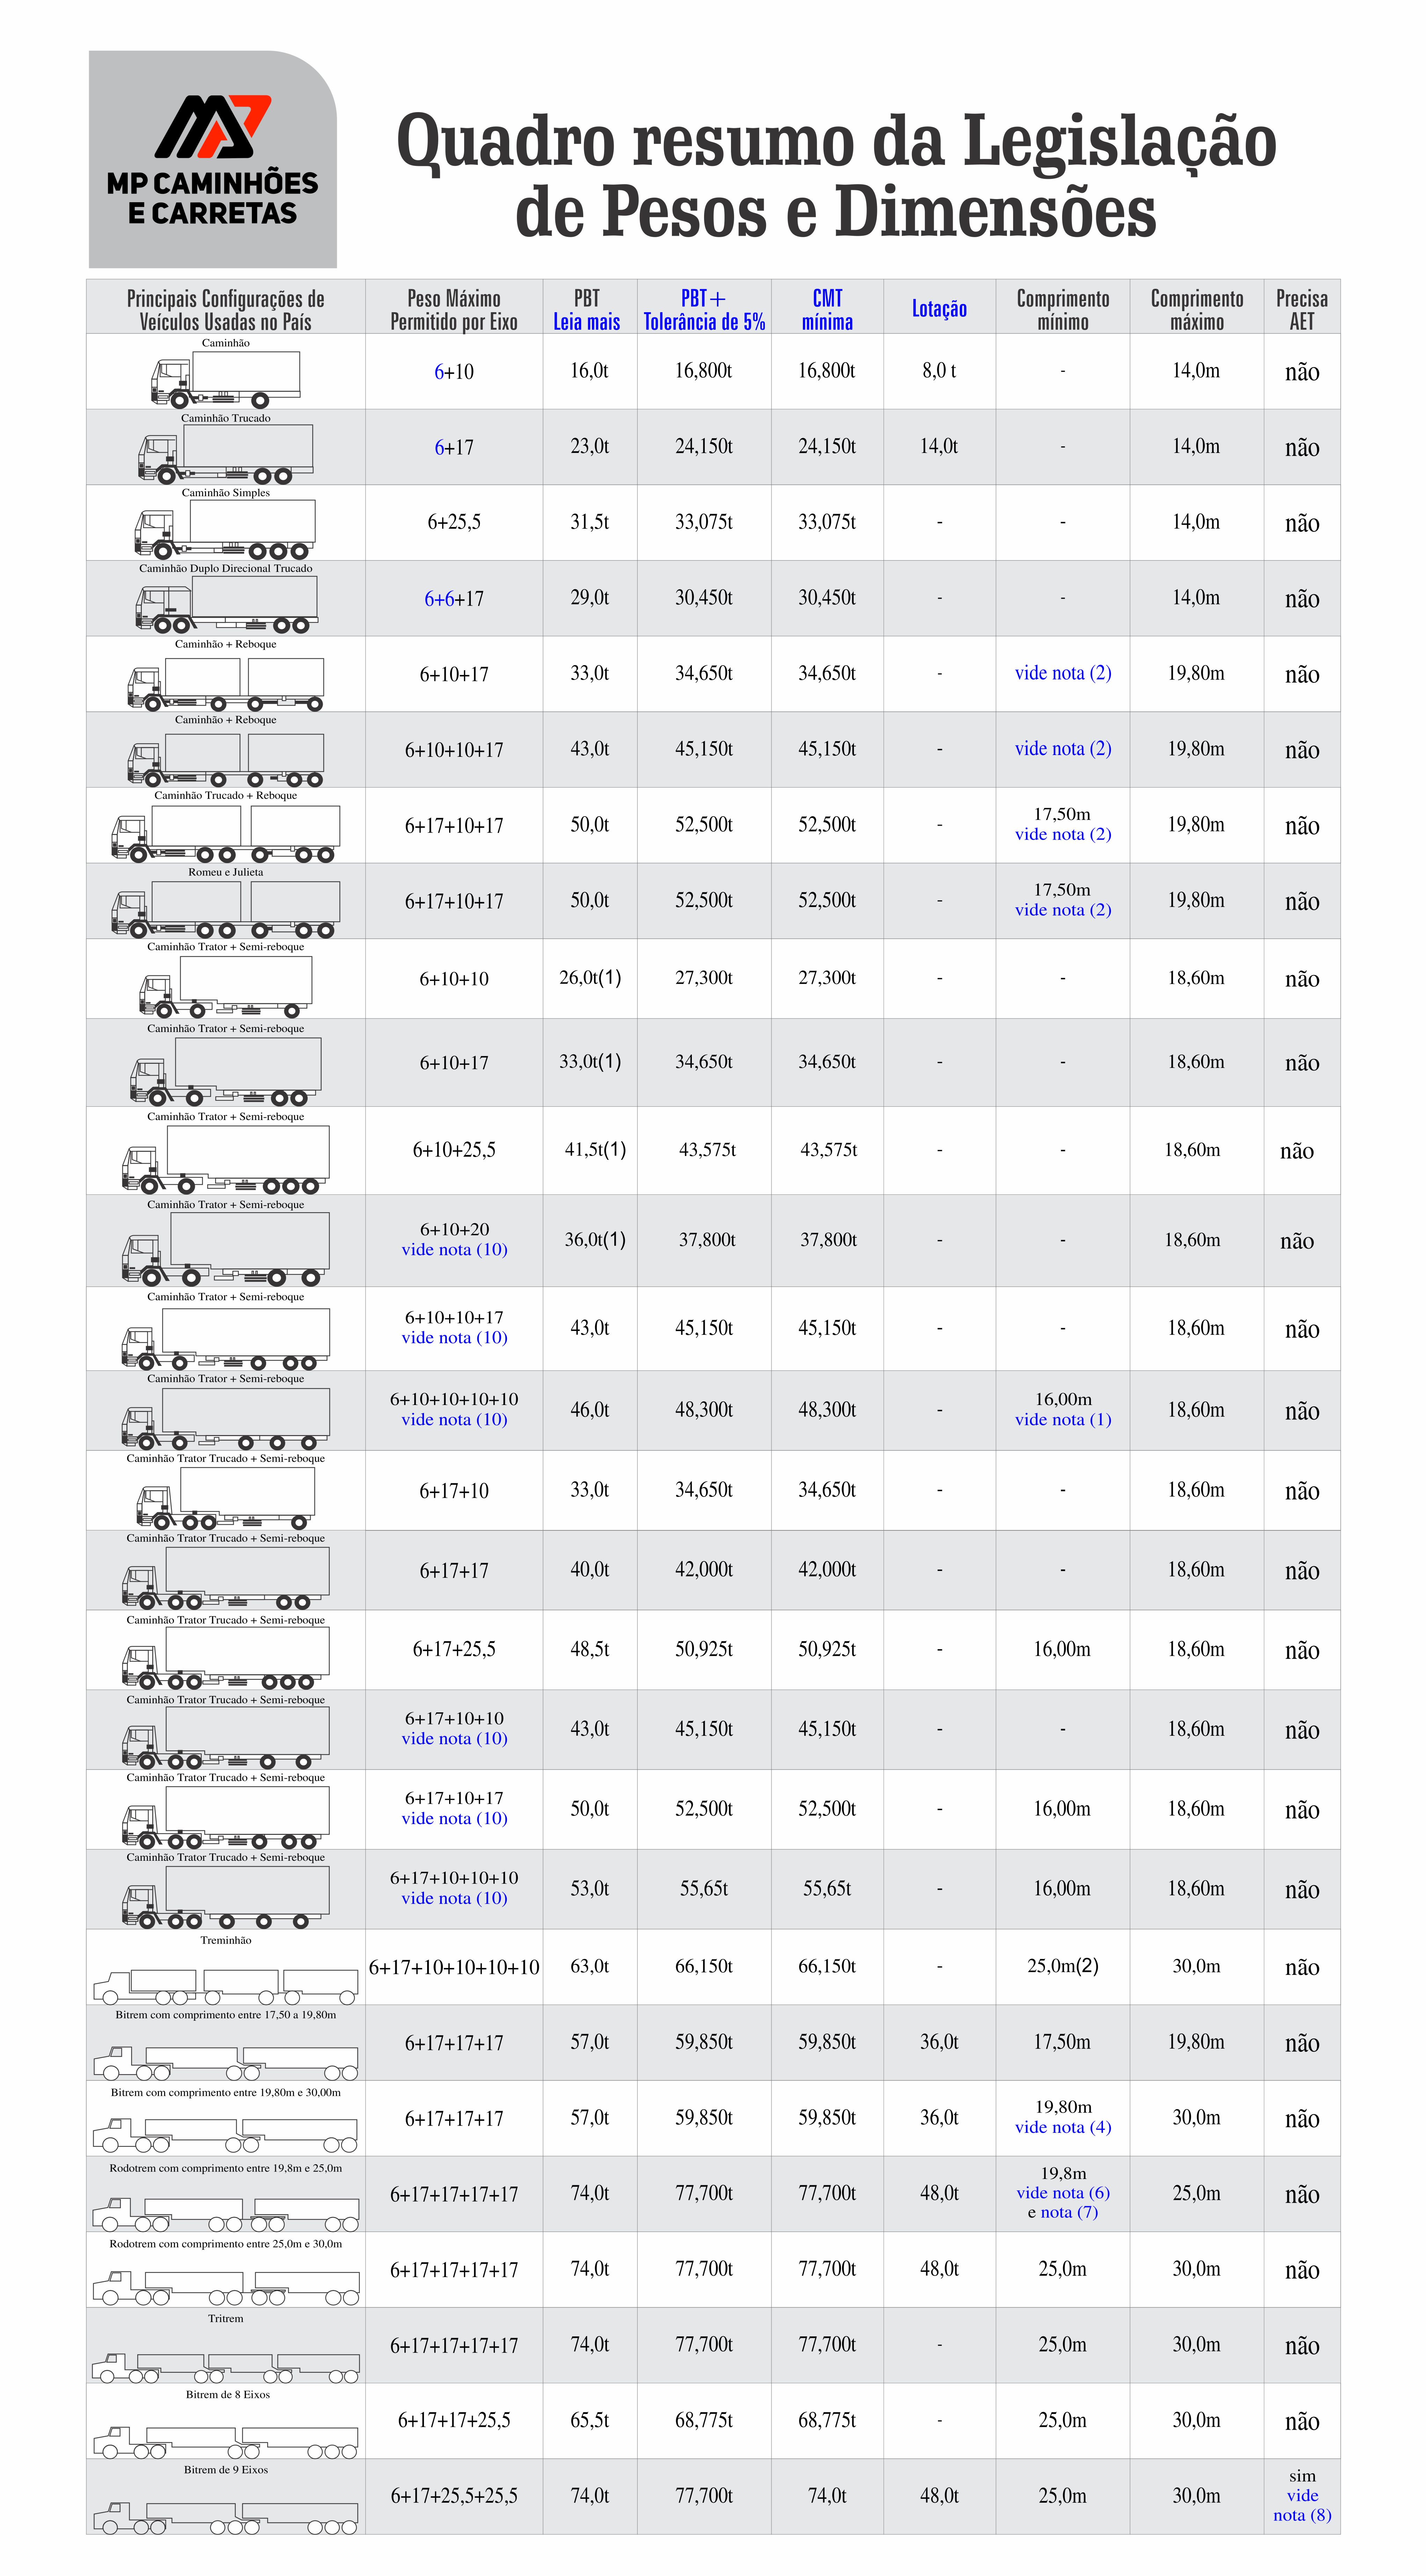 MP CAMINHÕES
E CARRETAS
Quadro resumo da Legislação
de Pesos e Dimensões
Principais Configurações de
Veículos Usadas no País
Peso Máximo
Permitido por Eixo
PBT
Leia mais
PBT+
Tolerância de 5%
CMT
mínima
Lotação
Comprimento
mínimo
Comprimento
máximo
Precisa
AET
Caminhão
6+10 16,0t 16,800t 16,800t 8,0 t - 14,0m não
Caminhão Trucado
6+17 23,0t 24,150t 24,150t 14,0t - 14,0m não
Caminhão Simples
6+25,5 31,5t 33,075t 33,075t - - 14,0m não
Caminhão Duplo Direcional Trucado
6+6+17 29,0t 30,450t 30,450t - - 14,0m não
Caminhão + Reboque
6+10+17 33,0t 34,650t 34,650t - vide nota (2) 19,80m não
Caminhão + Reboque
6+10+10+17 43,0t 45,150t 45,150t - vide nota (2) 19,80m não
Caminhão Trucado + Reboque
6+17+10+17 50,0t 52,500t 52,500t - 17,50m
vide nota (2)
19,80m não
Romeu e Julieta
6+17+10+17 50,0t 52,500t 52,500t - 17,50m
vide nota (2)
19,80m não
Caminhão Trator + Semi-reboque
6+10+10 26,0t(1) 27,300t 27,300t - - 18,60m não
Caminhão Trator + Semi-reboque
6+10+17 33,0t(1) 34,650t 34,650t - - 18,60m não
Caminhão Trator + Semi-reboque
6+10+25,5 41,5t(1) 43,575t 43,575t - - 18,60m não
Caminhão Trator + Semi-reboque
6+10+20
vide nota (10)
36,0t(1) 37,800t 37,800t - - 18,60m não
Caminhão Trator + Semi-reboque
6+10+10+17
vide nota (10)
43,0t 45,150t 45,150t - - 18,60m não
Caminhão Trator + Semi-reboque
6+10+10+10+10
vide nota (10)
46,0t 48,300t 48,300t - 16,00m
vide nota (1)
18,60m não
Caminhão Trator Trucado + Semi-reboque
6+17+10 33,0t 34,650t 34,650t - - 18,60m não
Caminhão Trator Trucado + Semi-reboque
6+17+17 40,0t 42,000t 42,000t - - 18,60m não
Caminhão Trator Trucado + Semi-reboque
6+17+25,5 48,5t 50,925t 50,925t - 16,00m 18,60m não
Caminhão Trator Trucado + Semi-reboque
6+17+10+10
vide nota (10)
43,0t 45,150t 45,150t - - 18,60m não
Caminhão Trator Trucado + Semi-reboque
6+17+10+17
vide nota (10)
50,0t 52,500t 52,500t - 16,00m 18,60m não
Caminhão Trator Trucado + Semi-reboque
6+17+10+10+10
vide nota (10)
53,0t 55,65t 55,65t - 16,00m 18,60m não
Treminhão
6+17+10+10+10+10 63,0t 66,150t 66,150t - 25,0m(2) 30,0m não
Bitrem com comprimento entre 17,50 a 19,80m
6+17+17+17 57,0t 59,850t 59,850t 36,0t 17,50m 19,80m não
Bitrem com comprimento entre 19,80m e 30,00m
6+17+17+17 57,0t 59,850t 59,850t 36,0t 19,80m
vide nota (4)
30,0m não
Rodotrem com comprimento entre 19,8m e 25,0m
6+17+17+17+17 74,0t 77,700t 77,700t 48,0t 19,8m
vide nota (6)
e nota (7)
25,0m não
Rodotrem com comprimento entre 25,0m e 30,0m
6+17+17+17+17 74,0t 77,700t 77,700t 48,0t 25,0m 30,0m não
Tritrem
6+17+17+17+17 74,0t 77,700t 77,700t - 25,0m 30,0m não
Bitrem de 8 Eixos
6+17+17+25,5 65,5t 68,775t 68,775t - 25,0m 30,0m não
Bitrem de 9 Eixos
6+17+25,5+25,5 74,0t 77,700t 74,0t 48,0t 25,0m 30,0m sim
vide
nota (8)